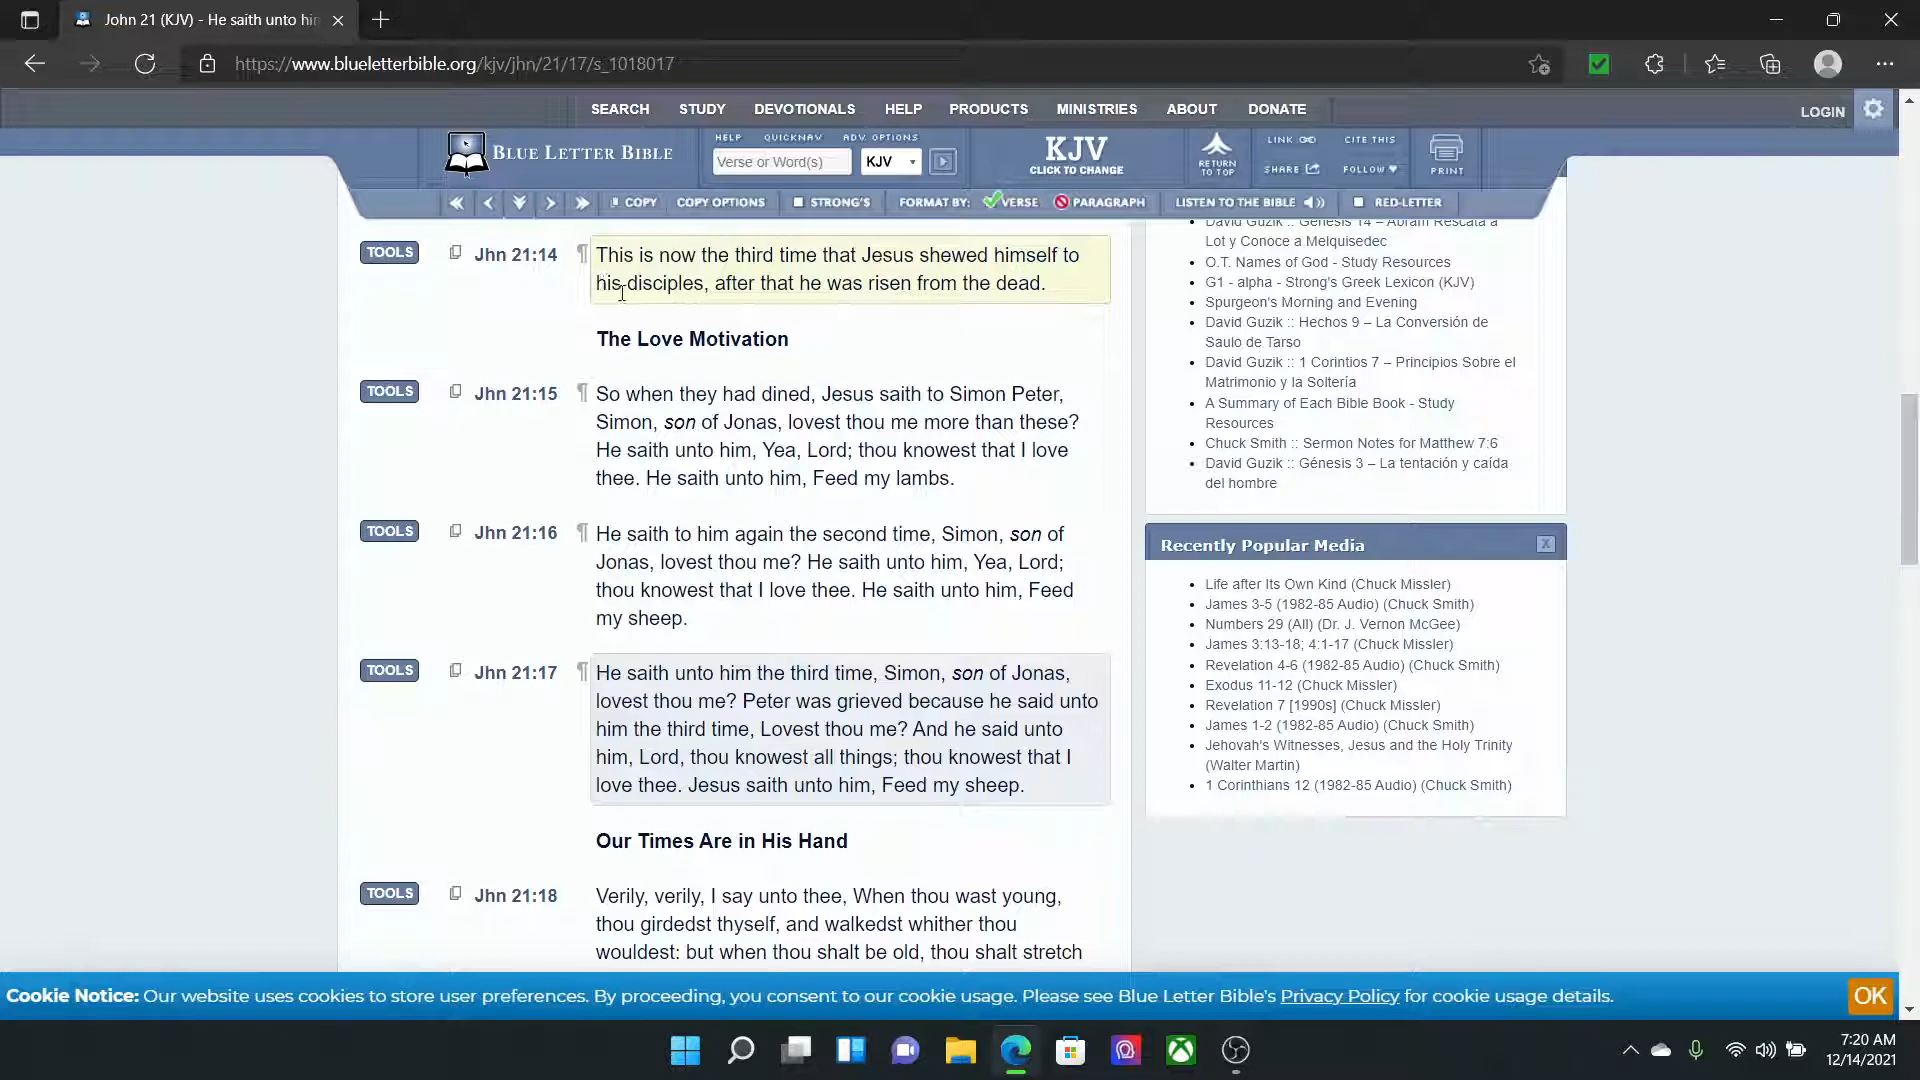 John 21 (KJV) - He saith unto hin
https://www.blueletterbible.org/kjv/jhn/21/17/s_1018017
SEARCH STUDY DEVOTIONALS HELP PRODUCTS MINISTRIES ABOUT DONATE
LOGIN
BLUE LETTER BIBLE
HELP QUICKNAV ADV. OPTIONS
Verse or Word(s) KJV
KJV
CLICK TO CHANGE
RETURN
TO TOP
LINK CITE THIS
SHARE FOLLOW
PRINT
COPY COPY OPTIONS STRONG'S FORMAT BY: VERSE PARAGRAPH LISTEN TO THE BIBLE RED-LETTER
TOOLS Jhn 21:14 ¶ This is now the third time that Jesus shewed himself to
his disciples, after that he was risen from the dead.
The Love Motivation
TOOLS Jhn 21:15 ¶ So when they had dined, Jesus saith to Simon Peter,
Simon, son of Jonas, lovest thou me more than these?
He saith unto him, Yea, Lord; thou knowest that I love
thee. He saith unto him, Feed my lambs.
TOOLS Jhn 21:16 ¶ He saith to him again the second time, Simon, son of
Jonas, lovest thou me? He saith unto him, Yea, Lord;
thou knowest that I love thee. He saith unto him, Feed
my sheep.
TOOLS Jhn 21:17 ¶ He saith unto him the third time, Simon, son of Jonas,
lovest thou me? Peter was grieved because he said unto
him the third time, Lovest thou me? And he said unto
him, Lord, thou knowest all things; thou knowest that I
love thee. Jesus saith unto him, Feed my sheep.
Our Times Are in His Hand
TOOLS Jhn 21:18 Verily, verily, I say unto thee, When thou wast young,
thou girdedst thyself, and walkedst whither thou
wouldest: but when thou shalt be old, thou shalt stretch
David Guzik :: Génesis 14 – Abram Rescata a
Lot y Conoce a Melquisedec
O.T. Names of God - Study Resources
G1 - alpha - Strong's Greek Lexicon (KJV)
Spurgeon's Morning and Evening
David Guzik :: Hechos 9 – La Conversión de
Saulo de Tarso
David Guzik :: 1 Corintios 7 – Principios Sobre el
Matrimonio y la Soltería
A Summary of Each Bible Book - Study
Resources
Chuck Smith :: Sermon Notes for Matthew 7:6
David Guzik :: Génesis 3 – La tentación y caída
del hombre
Recently Popular Media X
Life after Its Own Kind (Chuck Missler)
James 3-5 (1982-85 Audio) (Chuck Smith)
Numbers 29 (All) (Dr. J. Vernon McGee)
James 3:13-18; 4:1-17 (Chuck Missler)
Revelation 4-6 (1982-85 Audio) (Chuck Smith)
Exodus 11-12 (Chuck Missler)
Revelation 7 [1990s] (Chuck Missler)
James 1-2 (1982-85 Audio) (Chuck Smith)
Jehovah's Witnesses, Jesus and the Holy Trinity
(Walter Martin)
1 Corinthians 12 (1982-85 Audio) (Chuck Smith)
Cookie Notice: Our website uses cookies to store user preferences. By proceeding, you consent to our cookie usage. Please see Blue Letter Bible's Privacy Policy for cookie usage details. OK
7:20 AM
12/14/2021